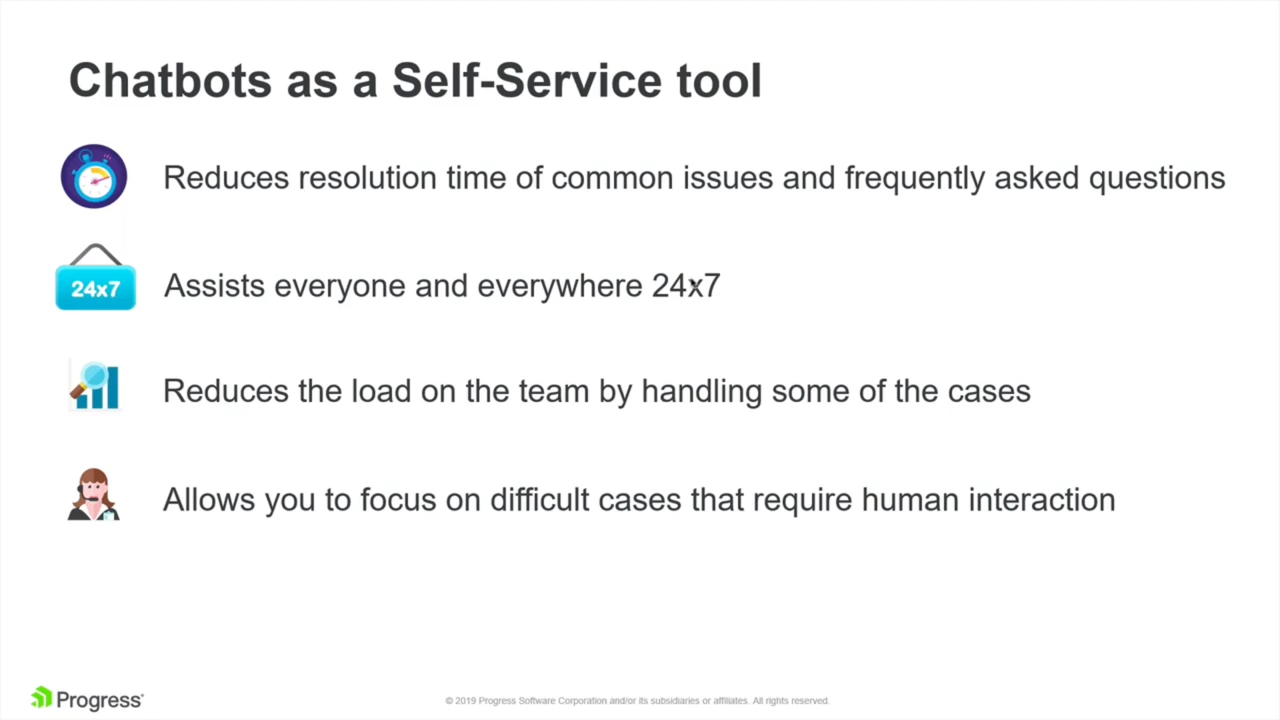 Chatbots as a Self-Service tool
Reduces resolution time of common issues and frequently asked questions
24x7
Assists everyone and everywhere 24x7
Reduces the load on the team by handling some of the cases
Allows you to focus on difficult cases that require human interaction
Progress
© 2019 Progress Software Corporation and/or its subsidiaries or affiliates. All rights reserved.